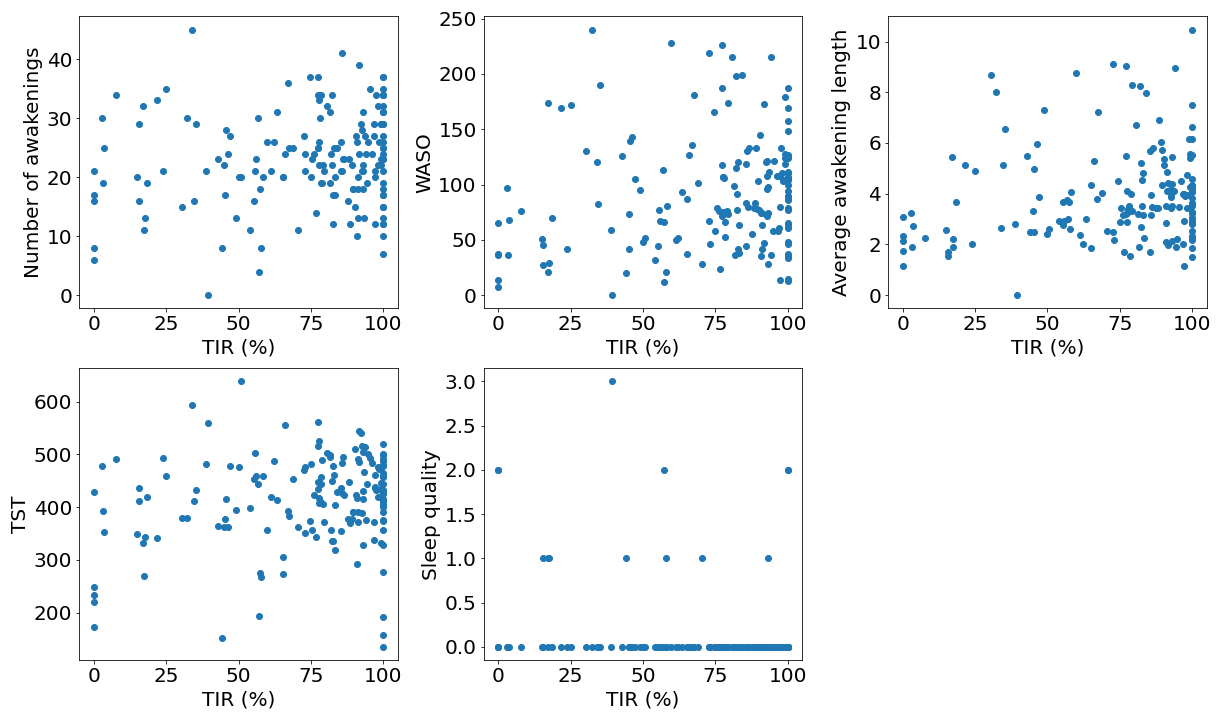 Number of awakenings
40
30
20
10
0
0 25 50 75 100
TIR (%)
WASO
250
200
150
100
50
0
0 25 50 75 100
TIR (%)
Average awakening length
10
8
6
4
2
0
0 25 50 75 100
TIR (%)
TST
600
500
400
300
200
0 25 50 75 100
TIR (%)
Sleep quality
3.0
2.5
2.0
1.5
1.0
0.5
0.0
0 25 50 75 100
TIR (%)